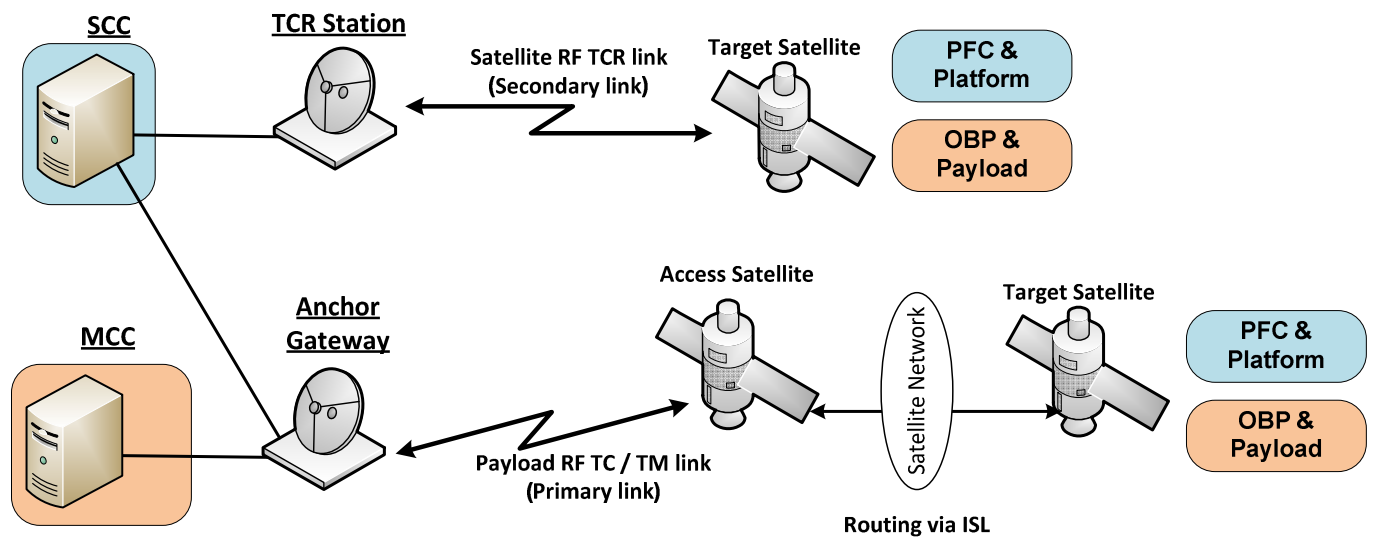 SCC
TCR Station
Satellite RF TCR link
(Secondary link)
Target Satellite
PFC &
Platform
OBP &
Payload
MCC
Anchor
Gateway
Payload RF TC / TM link
(Primary link)
Access Satellite
Satellite Network
Routing via ISL
Target Satellite
PFC &
Platform
OBP &
Payload